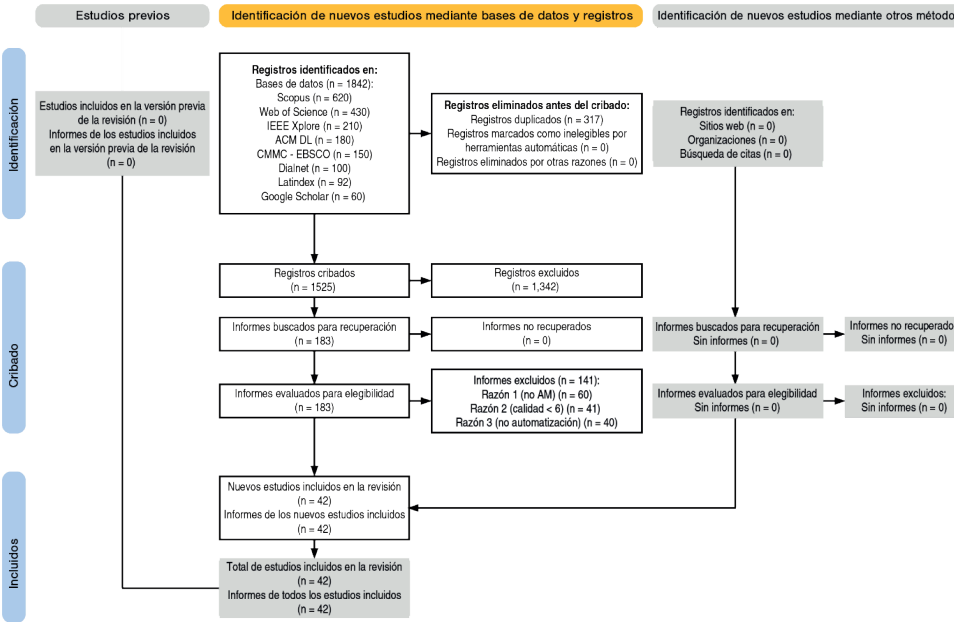 Estudios previos
Identificación de nuevos estudios mediante bases de datos y registros
Identificación de nuevos estudios mediante otros método
Identificación
Estudios incluidos en la versión previa
de la revisión (n = 0)
Informes de los estudios incluidos
en la versión previa de la revisión
(n = 0)
Registros identificados en:
Bases de datos (n = 1842):
Scopus (n = 620)
Web of Science (n = 430)
IEEE Xplore (n = 210)
ACM DL (n = 180)
CMMC - EBSCO (n = 150)
Dialnet (n = 100)
Latindex (n = 92)
Google Scholar (n = 60)
Registros eliminados antes del cribado:
Registros duplicados (n = 317)
Registros marcados como inelegibles por
herramientas automáticas (n = 0)
Registros eliminados por otras razones (n = 0)
Registros identificados en:
Sitios web (n = 0)
Organizaciones (n = 0)
Búsqueda de citas (n = 0)
Cribado
Registros cribados
(n = 1525)
Registros excluidos
(n = 1,342)
Informes buscados para recuperación
(n = 183)
Informes no recuperados
(n = 0)
Informes buscados para recuperación
Sin informes (n = 0)
Informes no recuperado
Sin informes (n = 0)
Informes evaluados para elegibilidad
(n = 183)
Informes excluidos (n = 141):
Razón 1 (no AM) (n = 60)
Razón 2 (calidad < 6) (n = 41)
Razón 3 (no automatización) (n = 40)
Informes evaluados para elegibilidad
Sin informes (n = 0)
Informes excluidos:
Sin informes (n = 0)
Incluidos
Nuevos estudios incluidos en la revisión
(n = 42)
Informes de los nuevos estudios incluidos
(n = 42)
Total de estudios incluidos en la revisión
(n = 42)
Informes de todos los estudios incluidos
(n = 42)